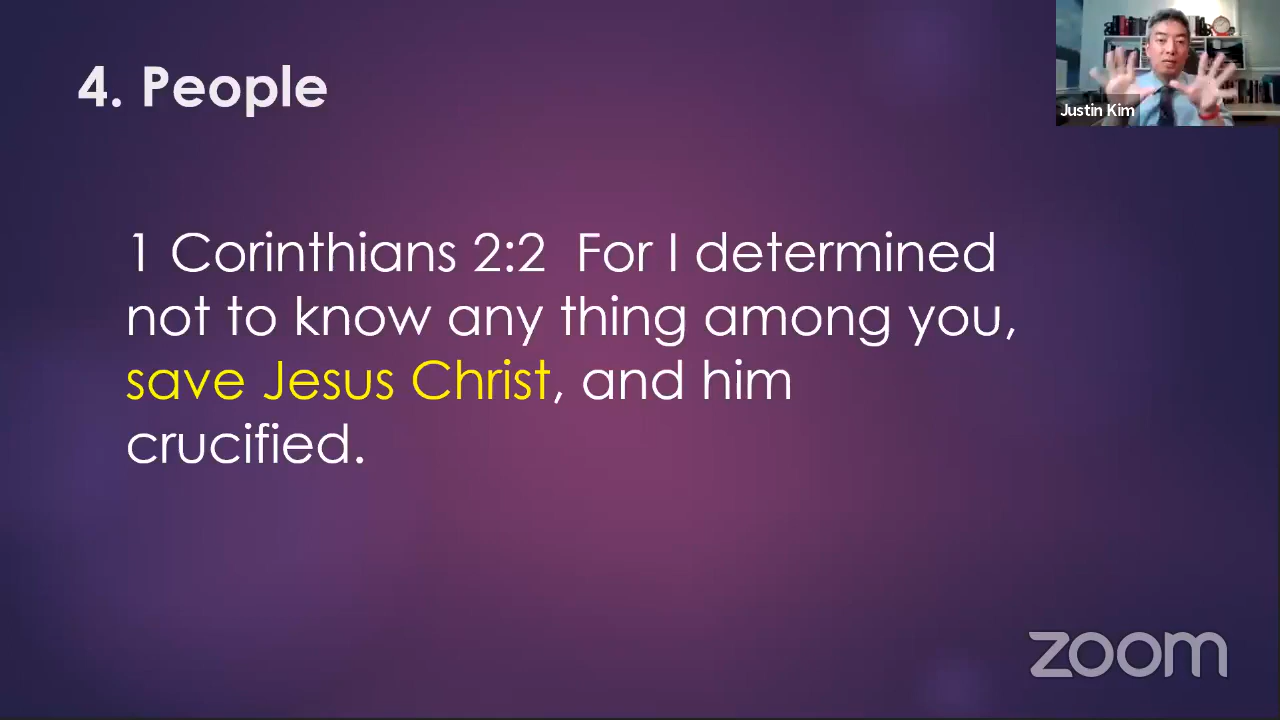 4. People
Justin Kim
1 Corinthians 2:2  For I determined
not to know any thing among you,
save Jesus Christ, and him
crucified.
zoom